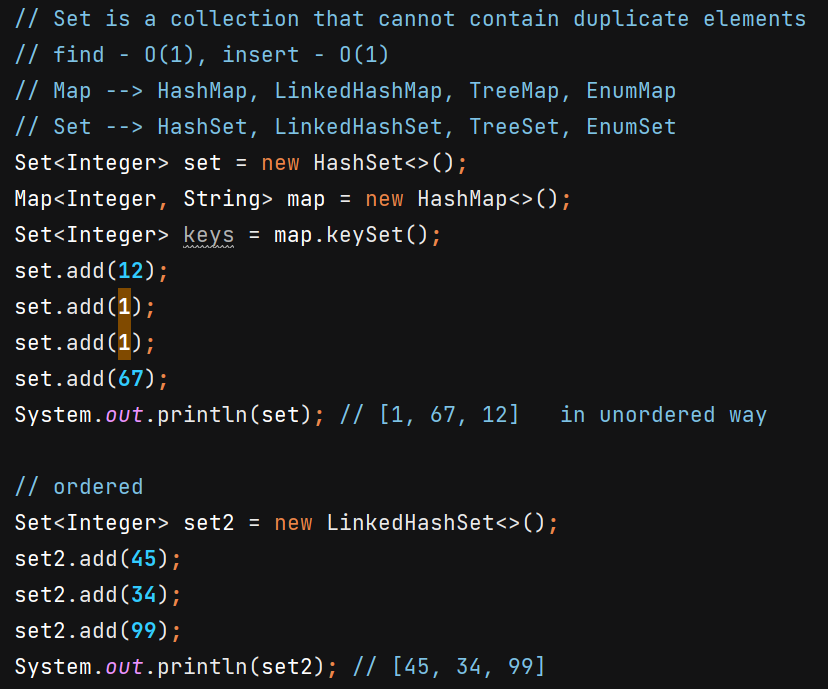 // Set is a collection that cannot contain duplicate elements
// find - O(1), insert - O(1)
// Map --> HashMap, LinkedHashMap, TreeMap, EnumMap
// Set --> HashSet, LinkedHashSet, TreeSet, EnumSet
Set<Integer> set = new HashSet<>();
Map<Integer, String> map = new HashMap<>();
Set<Integer> keys = map.keySet();
set.add(12);
set.add(1);
set.add(1);
set.add(67);
System.out.println(set); // [1, 67, 12]   in unordered way
// ordered
Set<Integer> set2 = new LinkedHashSet<>();
set2.add(45);
set2.add(34);
set2.add(99);
System.out.println(set2); // [45, 34, 99]